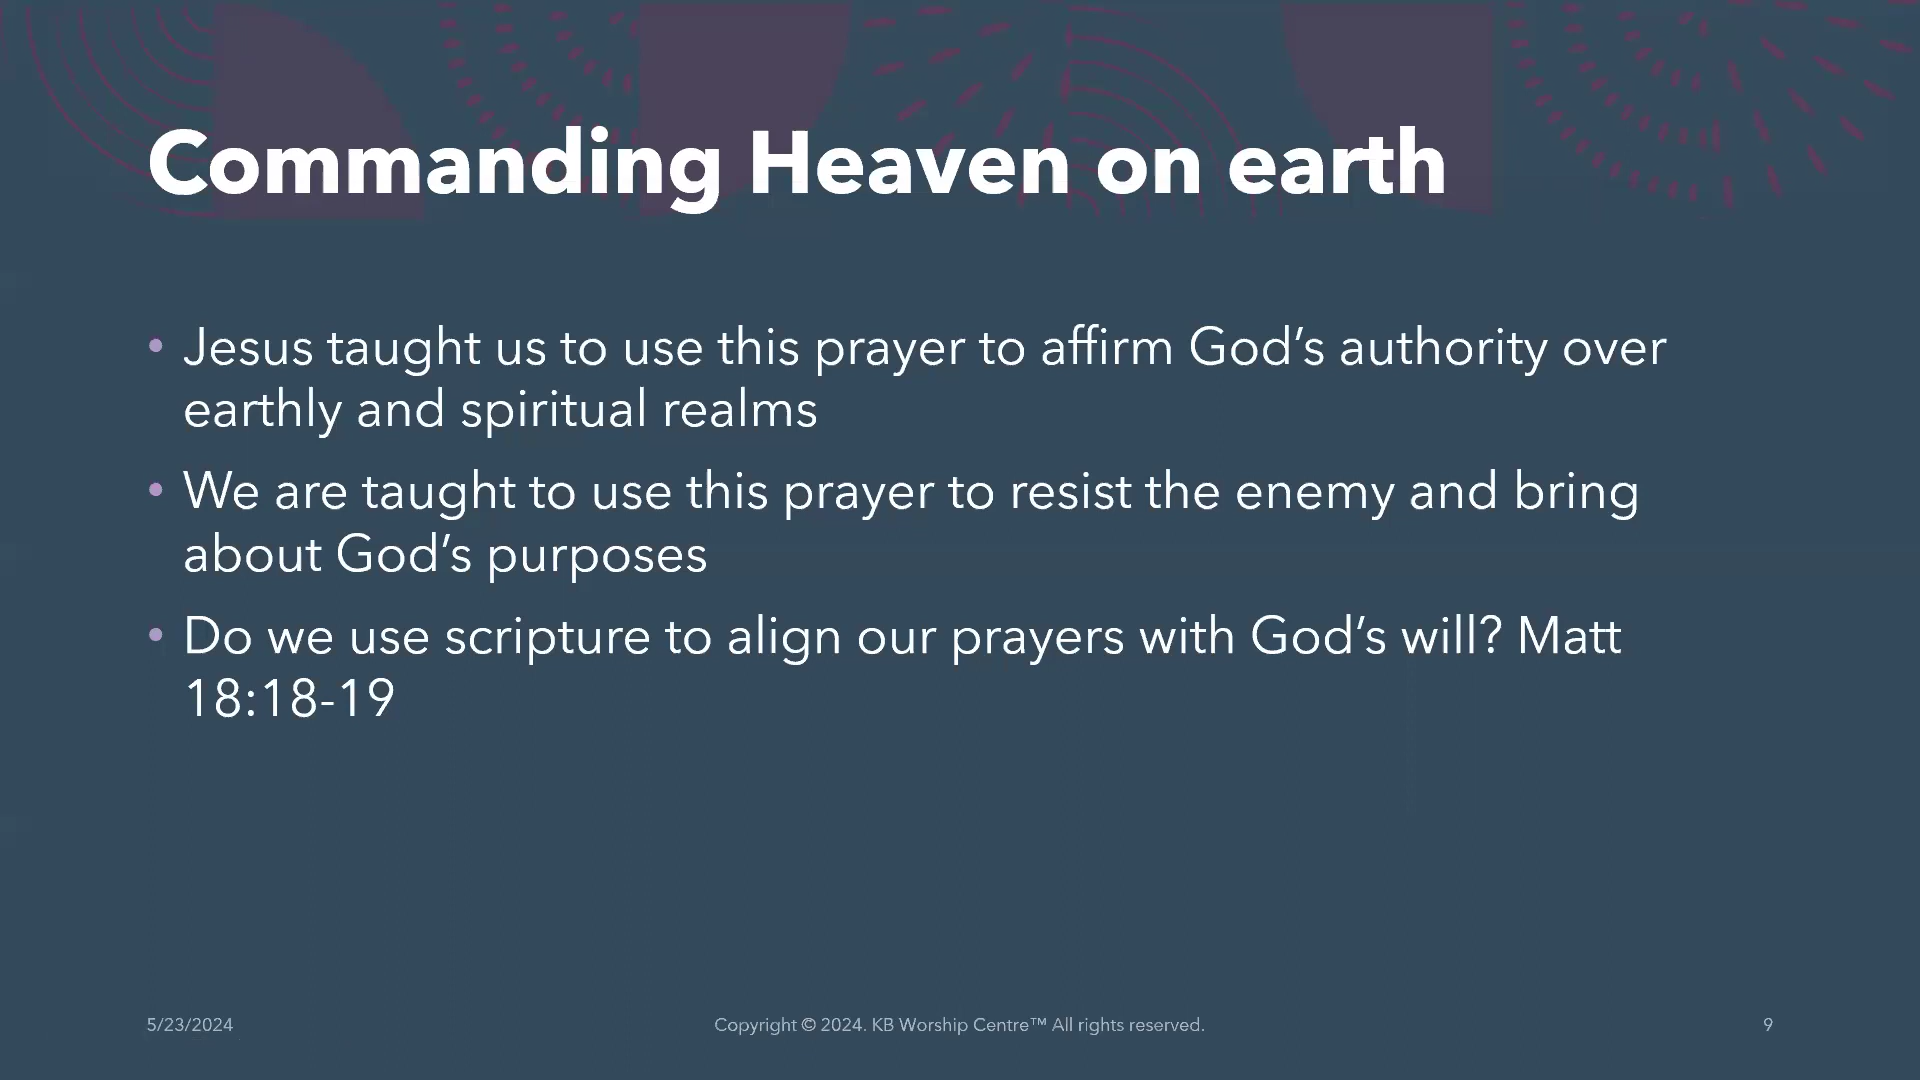 Commanding Heaven on earth
• Jesus taught us to use this prayer to affirm God’s authority over
earthly and spiritual realms
• We are taught to use this prayer to resist the enemy and bring
about God’s purposes
• Do we use scripture to align our prayers with God’s will? Matt
18:18-19
5/23/2024
Copyright © 2024. KB Worship Centre™ All rights reserved.
9